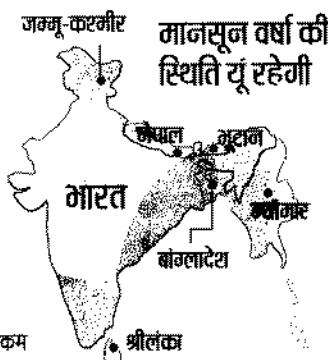 जम्मू-कश्मीर
मानसून वर्षा की
स्थिति यूं रहेगी
नेपाल
भूटान
भारत
म्यांमार
बांग्लादेश
कम
श्रीलंका